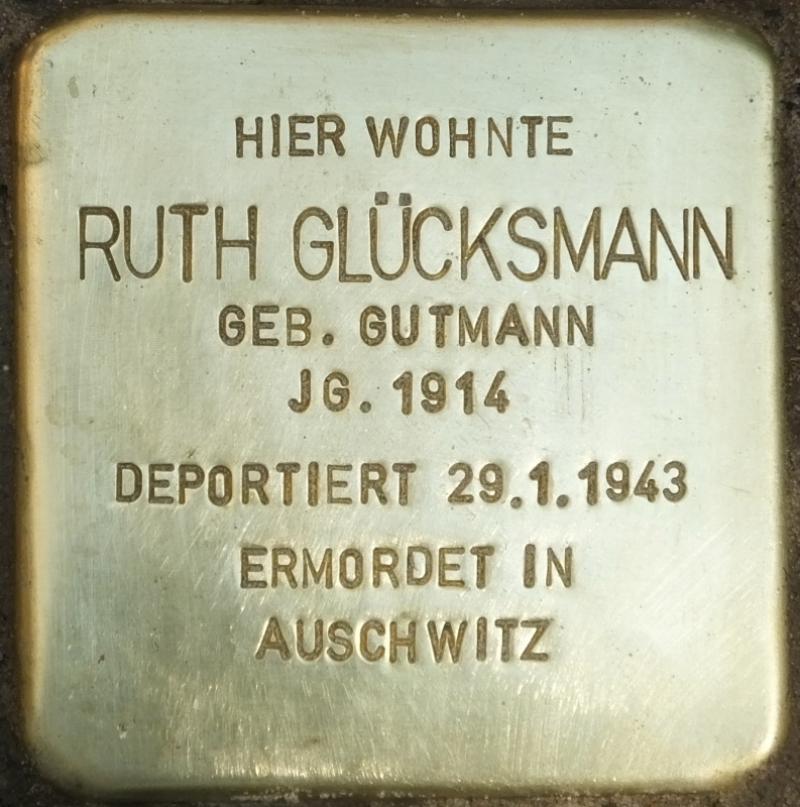 HIER WOHNTE
RUTH GLÜCKSMANN
GEB. GUTMANN
JG. 1914
DEPORTIERT 29.1.1943
ERMORDET IN
AUSCHWITZ